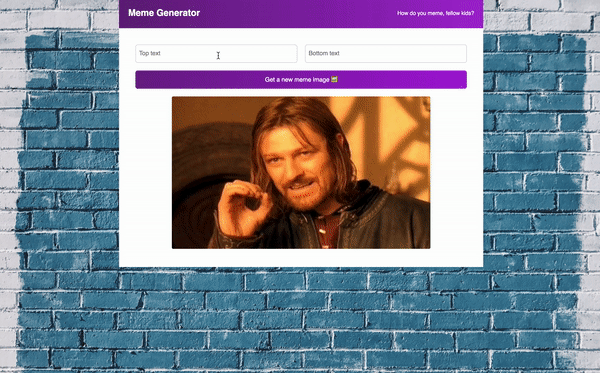 Meme Generator
How do you meme, fellow kids?
Top text
Bottom text
Get a new meme image 🖼